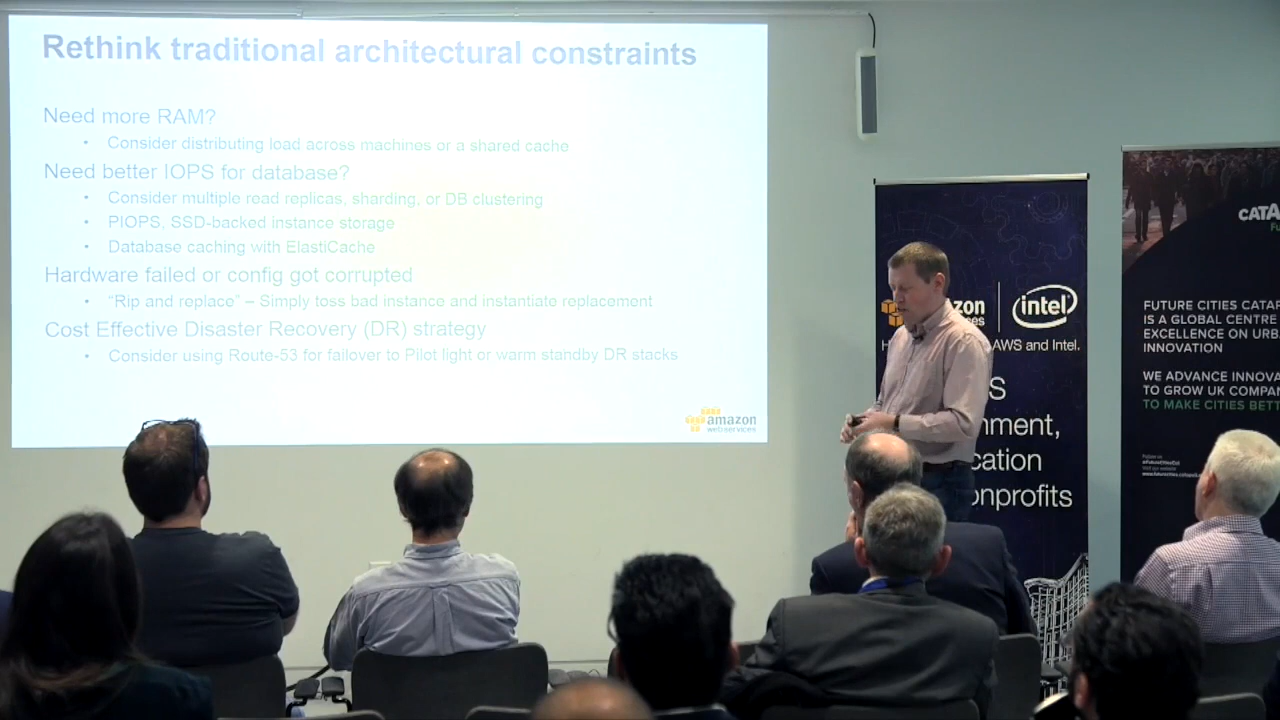 Rethink traditional architectural constraints
Need more RAM?
• Consider distributing load across machines or a shared cache
Need better IOPS for database?
• Consider multiple read replicas, sharding, or DB clustering
• PIOPS, SSD-backed instance storage
• Database caching with ElastiCache
Hardware failed or config got corrupted
• “Rip and replace” – Simply toss bad instance and instantiate replacement
Cost Effective Disaster Recovery (DR) strategy
• Consider using Route-53 for failover to Pilot light or warm standby DR stacks
amazon
web services
zon
intel
AWS and Intel.
S
nment,
cation
onprofits
CATA
Fu
FUTURE CITIES CATAP
IS A GLOBAL CENTRE
EXCELLENCE ON URB
INNOVATION
WE ADVANCE INNOVA
TO GROW UK COMPAN
TO MAKE CITIES BETT